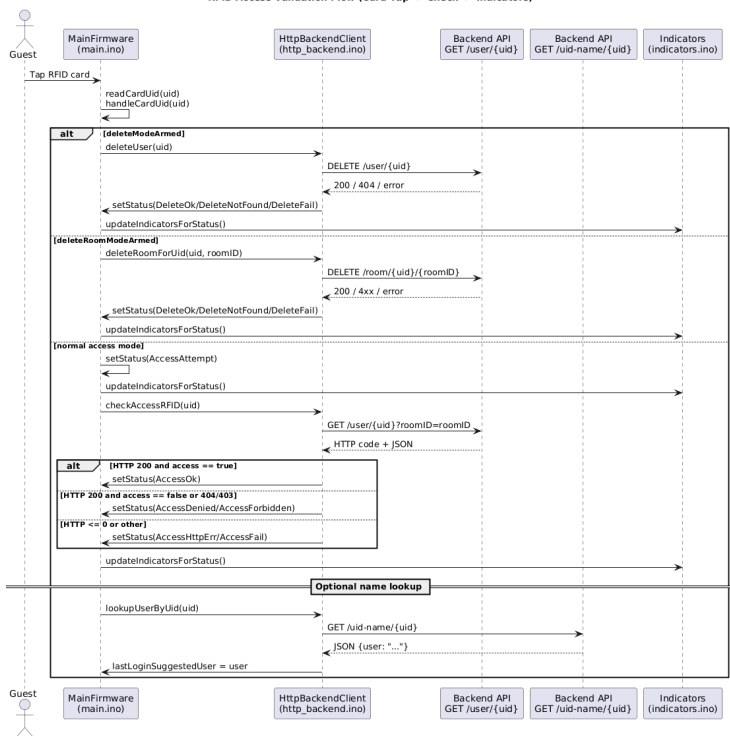 RFID Access Validation Flow (Card Tap -> Check -> Indicators)
Guest
MainFirmware
(main.ino)
HttpBackendClient
(http_backend.ino)
Backend API
GET /user/{uid}
Backend API
GET /uid-name/{uid}
Indicators
(indicators.ino)
Tap RFID card
readCardUid(uid)
handleCardUid(uid)
alt [deleteModeArmed]
deleteUser(uid)
DELETE /user/{uid}
200 / 404 / error
setStatus(DeleteOk/DeleteNotFound/DeleteFail)
updateIndicatorsForStatus()
[deleteRoomModeArmed]
deleteRoomForUid(uid, roomID)
DELETE /room/{uid}/{roomID}
200 / 4xx / error
setStatus(DeleteOk/DeleteNotFound/DeleteFail)
updateIndicatorsForStatus()
[normal access mode]
setStatus(AccessAttempt)
updateIndicatorsForStatus()
checkAccessRFID(uid)
GET /user/{uid}?roomID=roomID
HTTP code + JSON
alt [HTTP 200 and access == true]
setStatus(AccessOk)
[HTTP 200 and access == false or 404/403]
setStatus(AccessDenied/AccessForbidden)
[HTTP <= 0 or other]
setStatus(AccessHttpErr/AccessFail)
updateIndicatorsForStatus()
Optional name lookup
lookupUserByUid(uid)
GET /uid-name/{uid}
JSON {user: "..."}
lastLoginSuggestedUser = user
Guest
MainFirmware
(main.ino)
HttpBackendClient
(http_backend.ino)
Backend API
GET /user/{uid}
Backend API
GET /uid-name/{uid}
Indicators
(indicators.ino)